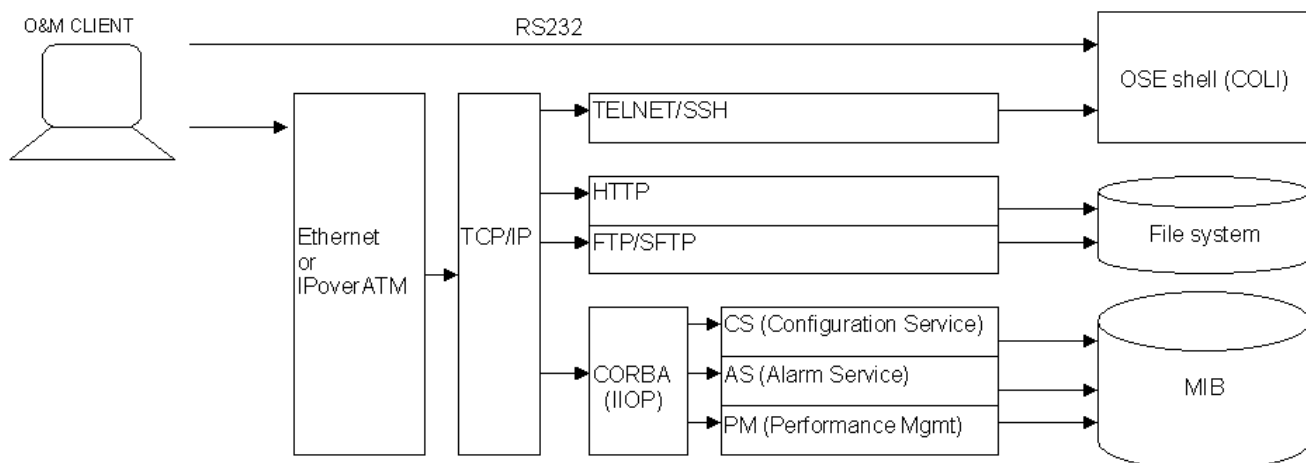 O&M CLIENT
RS232
OSE shell (COLI)
TELNET/SSH
HTTP
Ethernet
or
IPoverATM
TCP/IP
FTP/SFTP
File system
CS (Configuration Service)
CORBA
(IIOP)
AS (Alarm Service)
MIB
PM (Performance Mgmt)